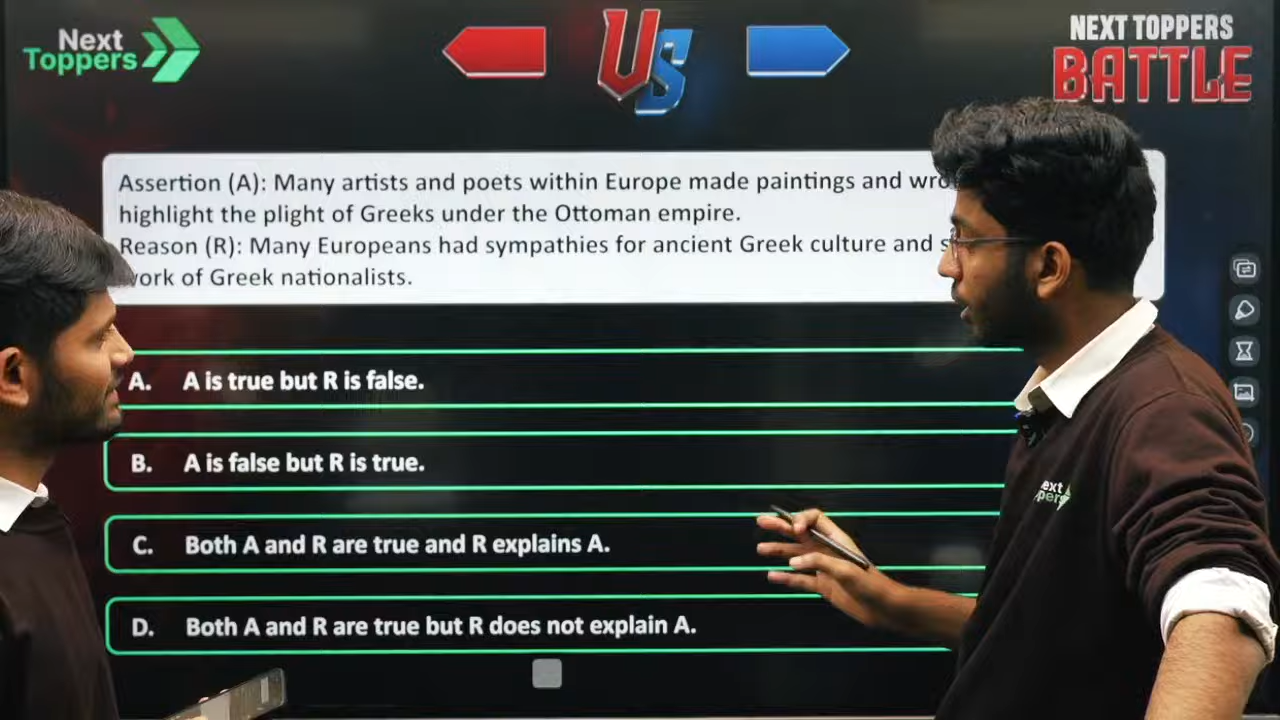 Next
Toppers
US
NEXT TOPPERS
BATTLE
Assertion (A): Many artists and poets within Europe made paintings and
highlight the plight of Greeks under the Ottoman empire.
Reason (R): Many Europeans had sympathies for ancient Greek culture and
work of Greek nationalists.
A. A is true but R is false.
B. A is false but R is true.
C. Both A and R are true and R explains A.
D. Both A and R are true but R does not explain A.